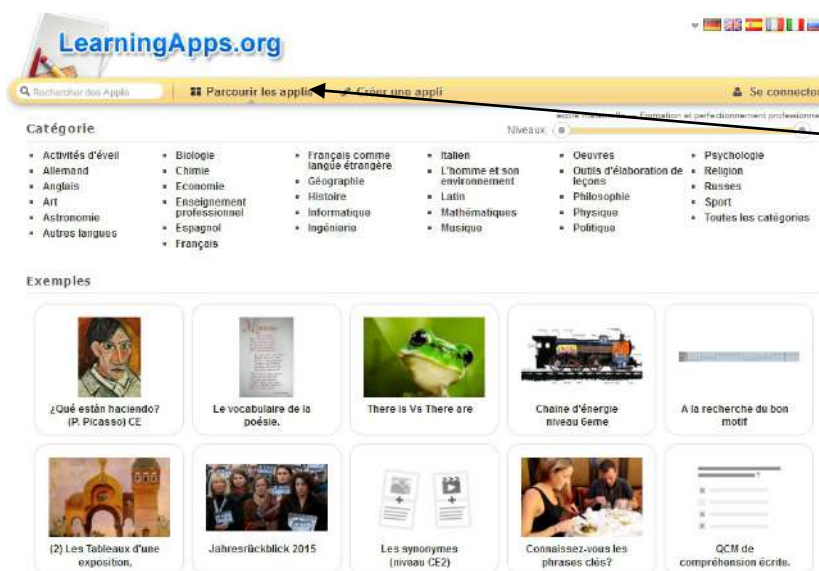 LearningApps.org
Rechercher des Applis
Parcourir les applis
Créer une appli
Se connecter
Catégorie
Niveaux:
école maternelle — Formation et perfectionnement professionne
Activités d'éveil
Allemand
Anglais
Art
Astronomie
Autres langues
Biologie
Chimie
Economie
Enseignement
professionnel
Espagnol
Français
Français comme
langue étrangère
Géographie
Histoire
Informatique
Ingénierie
Italien
L'homme et son
environnement
Latin
Mathématiques
Musique
Oeuvres
Outils d'élaboration de
leçons
Philosophie
Physique
Politique
Psychologie
Religion
Russes
Sport
Toutes les catégories
Exemples
¿Qué están haciendo?
(P. Picasso) CE
Le vocabulaire de la
poésie.
There is Vs There are
Chaine d'énergie
niveau 6eme
A la recherche du bon
motif
(2) Les Tableaux d'une
exposition,
Jahresrückblick 2015
Les synonymes
(niveau CE2)
Connaissez-vous les
phrases clés?
QCM de
compréhension écrite.